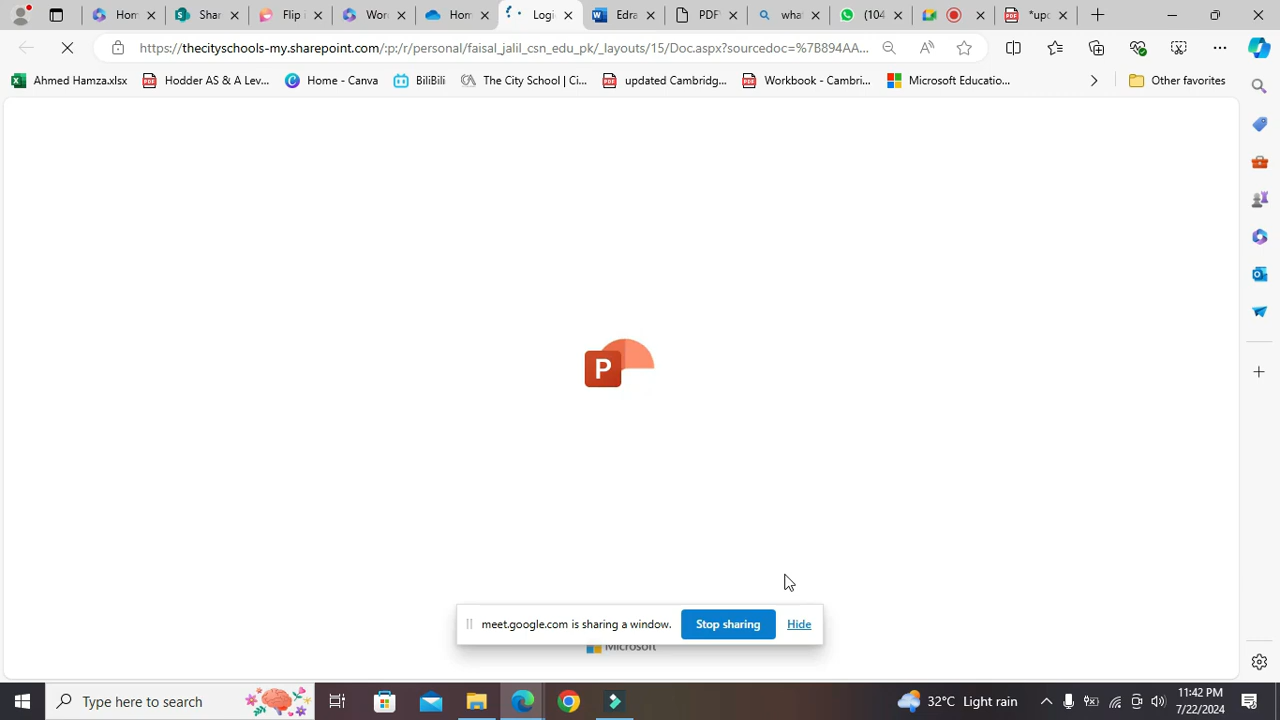 Hom
Shar
Flip i
Wor
Hom
Logi
Edra
PDF
wha
(104
*upc
https://thecityschools-my.sharepoint.com/:p:/r/personal/faisal_jalil_csn_edu_pk/_layouts/15/Doc.aspx?sourcedoc=%7B894AA...
Ahmed Hamza.xlsx
Hodder AS & A Lev...
Home - Canva
BiliBili
The City School | Ci...
updated Cambridg...
Workbook - Cambri...
Microsoft Educatio...
Other favorites
P
meet.google.com is sharing a window.
Stop sharing
Hide
Microsoft
Type here to search
32°C Light rain
11:42 PM
7/22/2024